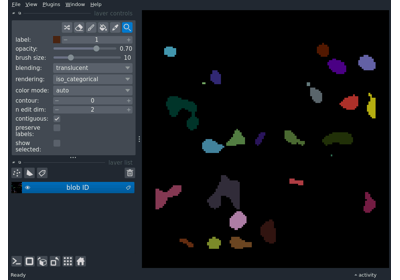 File View Plugins Window Help
layer controls
label: 1
opacity: 0.70
brush size: 10
blending: translucent
rendering: iso_categorical
color mode: auto
contour: 0
n edit dim: 2
contiguous:
preserve
labels:
show
selected:
layer list
blob ID
Ready
activity